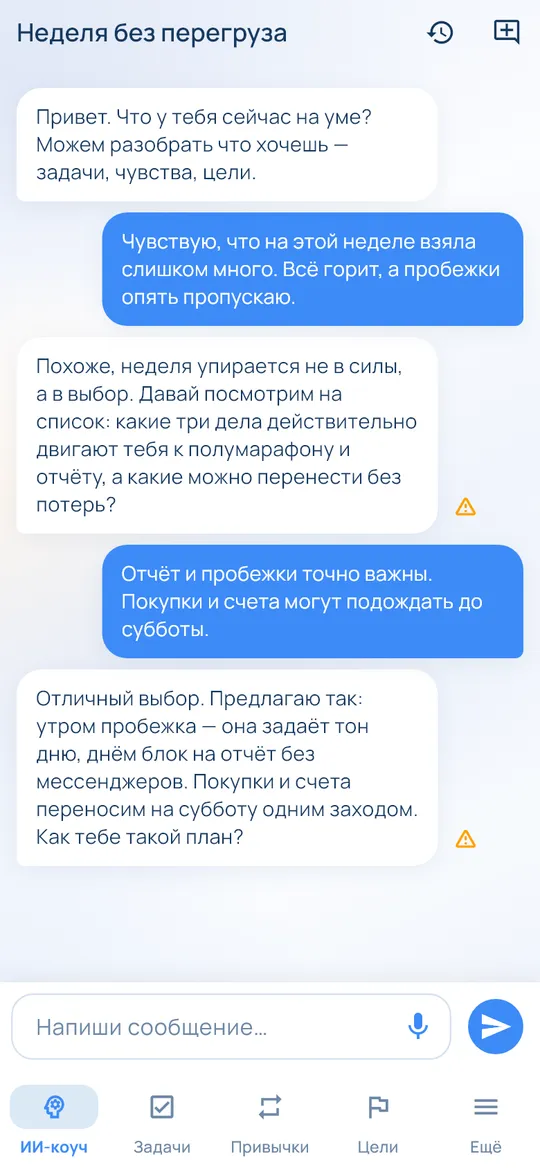 Неделя без перегруза
Привет. Что у тебя сейчас на уме?
Можем разобрать что хочешь —
задачи, чувства, цели.
Чувствую, что на этой неделе взяла
слишком много. Всё горит, а пробежки
опять пропускаю.
Похоже, неделя упирается не в силы,
а в выбор. Давай посмотрим на
список: какие три дела действительно
двигают тебя к полумарафону и
отчёту, а какие можно перенести без
потерь?
Отчёт и пробежки точно важны.
Покупки и счета могут подождать до
субботы.
Отличный выбор. Предлагаю так:
утром пробежка — она задаёт тон
дню, днём блок на отчёт без
мессенджеров. Покупки и счета
переносим на субботу одним заходом.
Как тебе такой план?
Напиши сообщение...
ИИ-коуч
Задачи
Привычки
Цели
Ещё